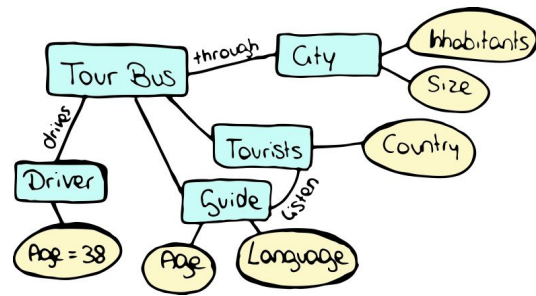 Inhabitants
through
City
Tour Bus
Size
drives
Tourists
Country
Driver
Guide
Listen
Age = 38
Age
Language